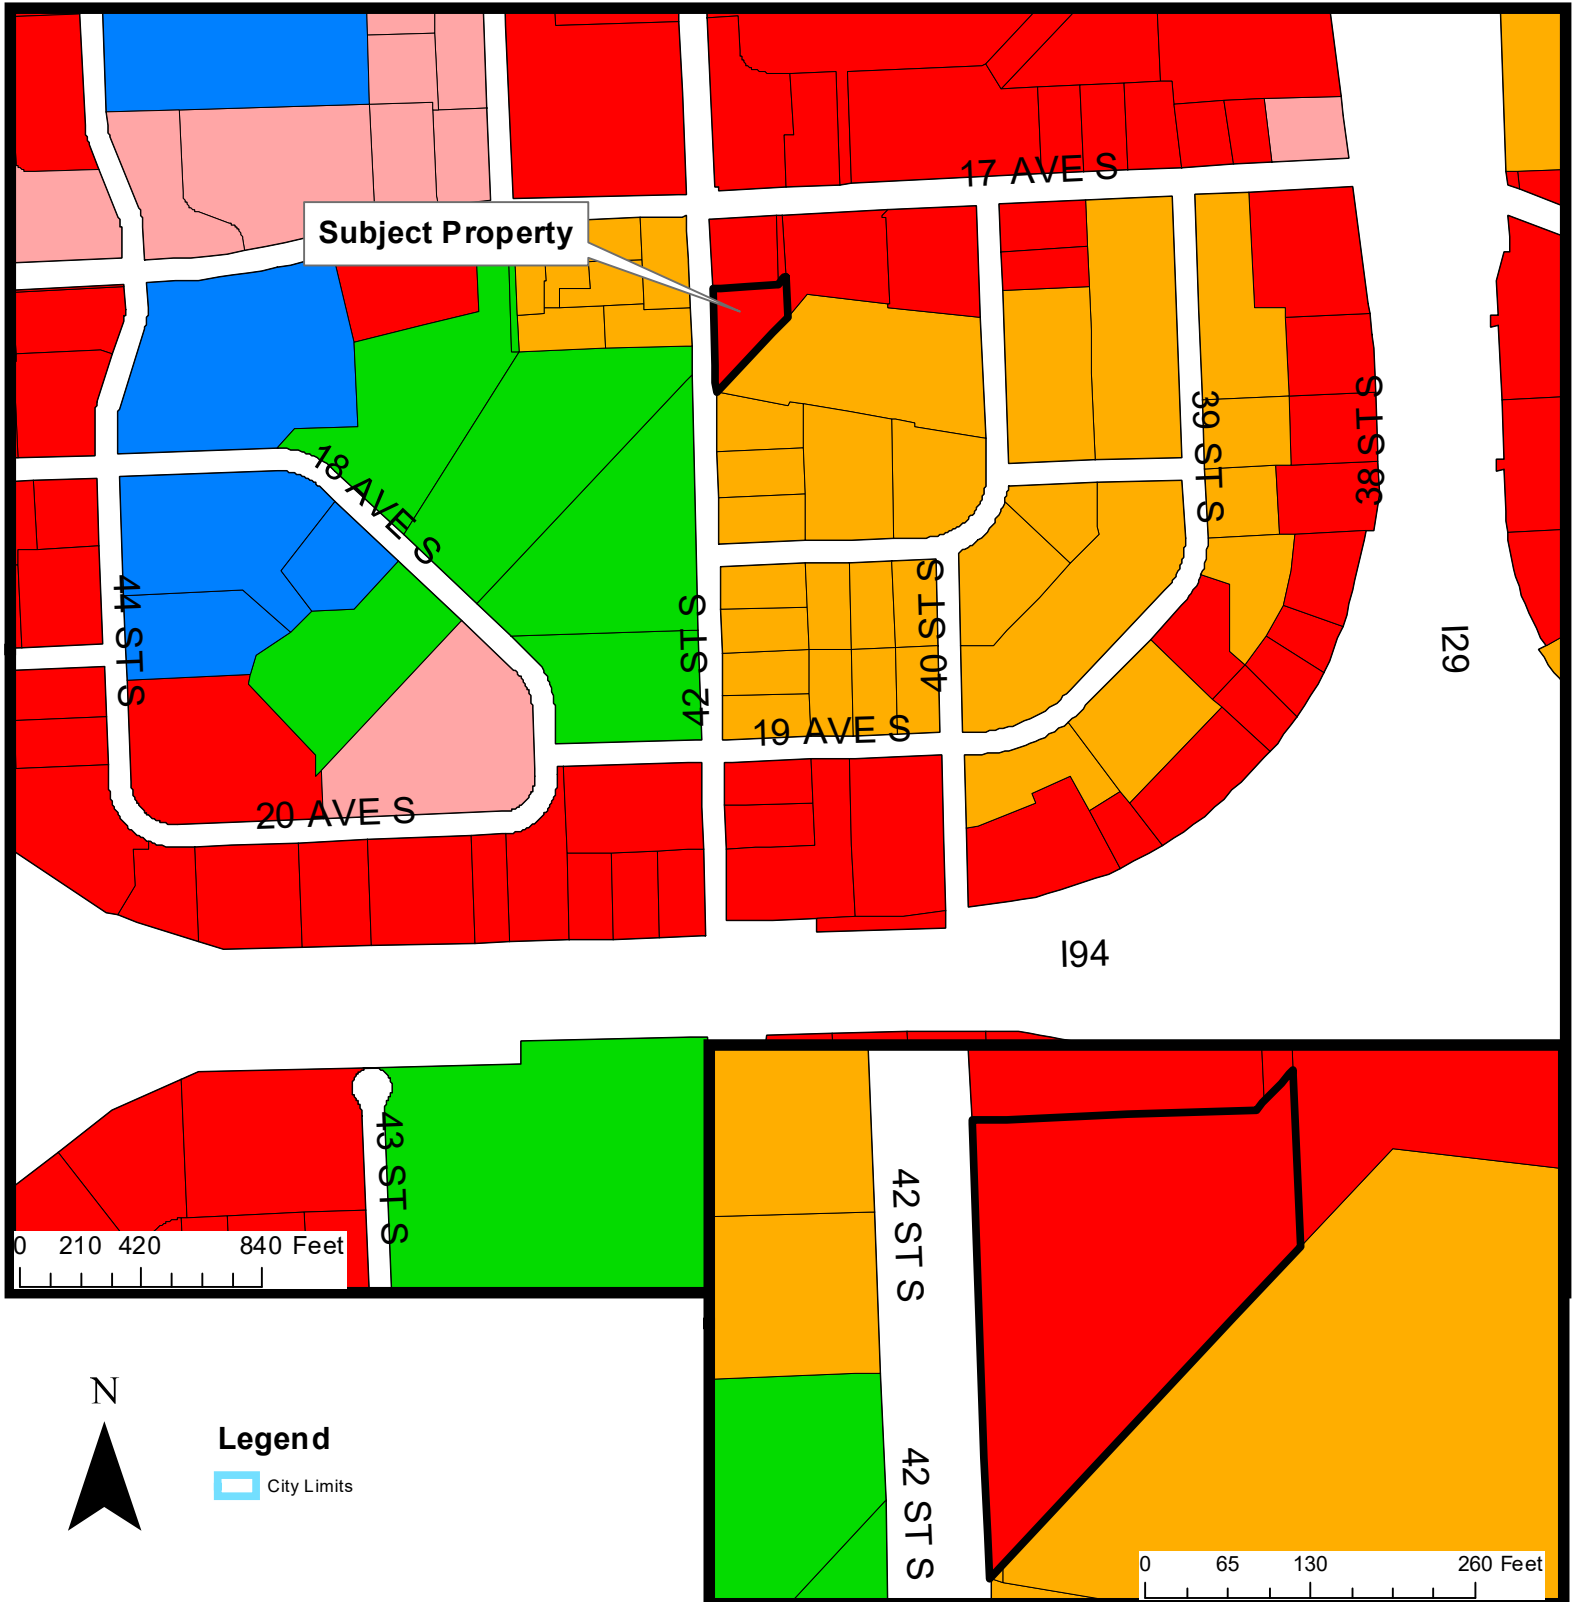 17 AVE S
Subject Property
18 AVE S
39 ST S
38 ST S
44 ST S
42 ST S
40 ST S
I29
19 AVE S
20 AVE S
I94
43 ST S
0 210 420 840 Feet
42 ST S
42 ST S
0 65 130 260 Feet
N
Legend
City Limits